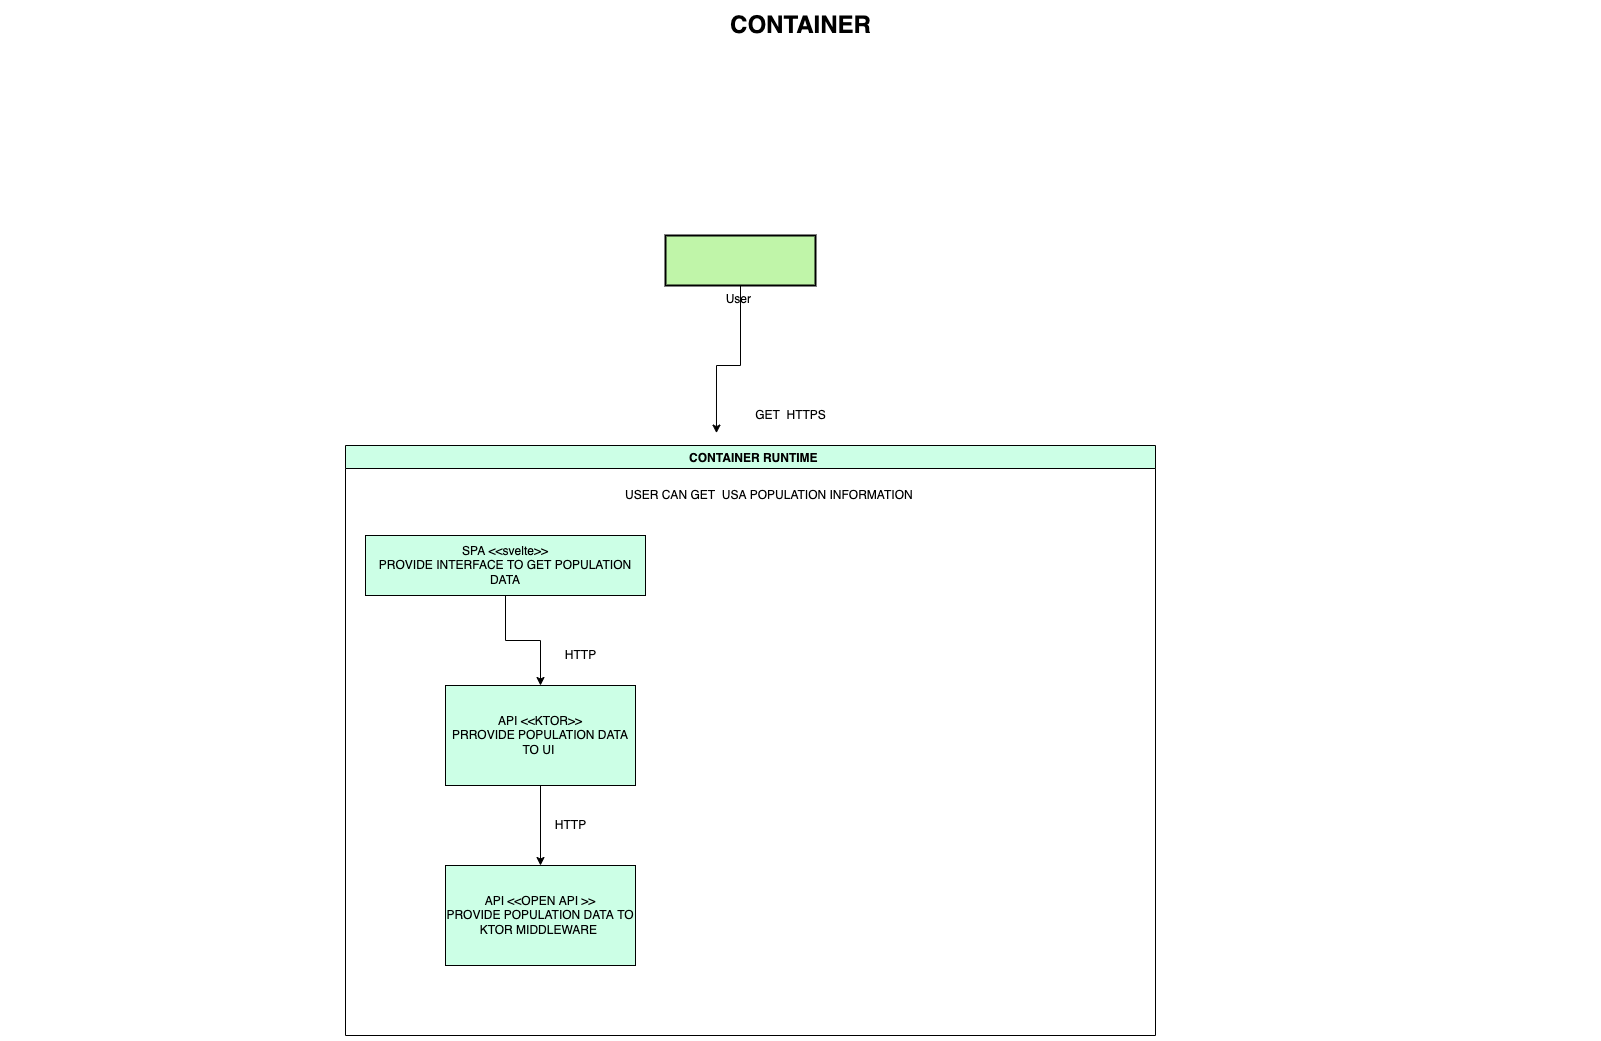 CONTAINER
User
GET  HTTPS
CONTAINER RUNTIME
USER CAN GET  USA POPULATION INFORMATION
SPA <<svelte>>
PROVIDE INTERFACE TO GET POPULATION
DATA
HTTP
API <<KTOR>>
PRROVIDE POPULATION DATA
TO UI
HTTP
API <<OPEN API >>
PROVIDE POPULATION DATA TO
KTOR MIDDLEWARE